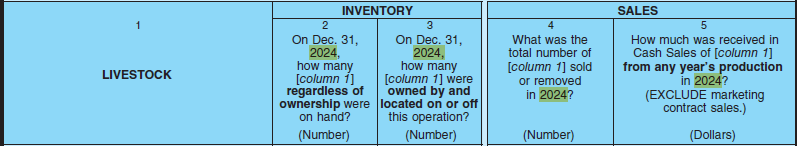 INVENTORY
SALES
1
LIVESTOCK
2
On Dec. 31,
2024,
how many
[column 1]
regardless of
ownership were
on hand?
(Number)
3
On Dec. 31,
2024,
how many
[column 1] were
owned by and
located on or off
this operation?
(Number)
4
What was the
total number of
[column 1] sold
or removed
in 2024?
(Number)
5
How much was received in
Cash Sales of [column 1]
from any year's production
in 2024?
(EXCLUDE marketing
contract sales.)
(Dollars)